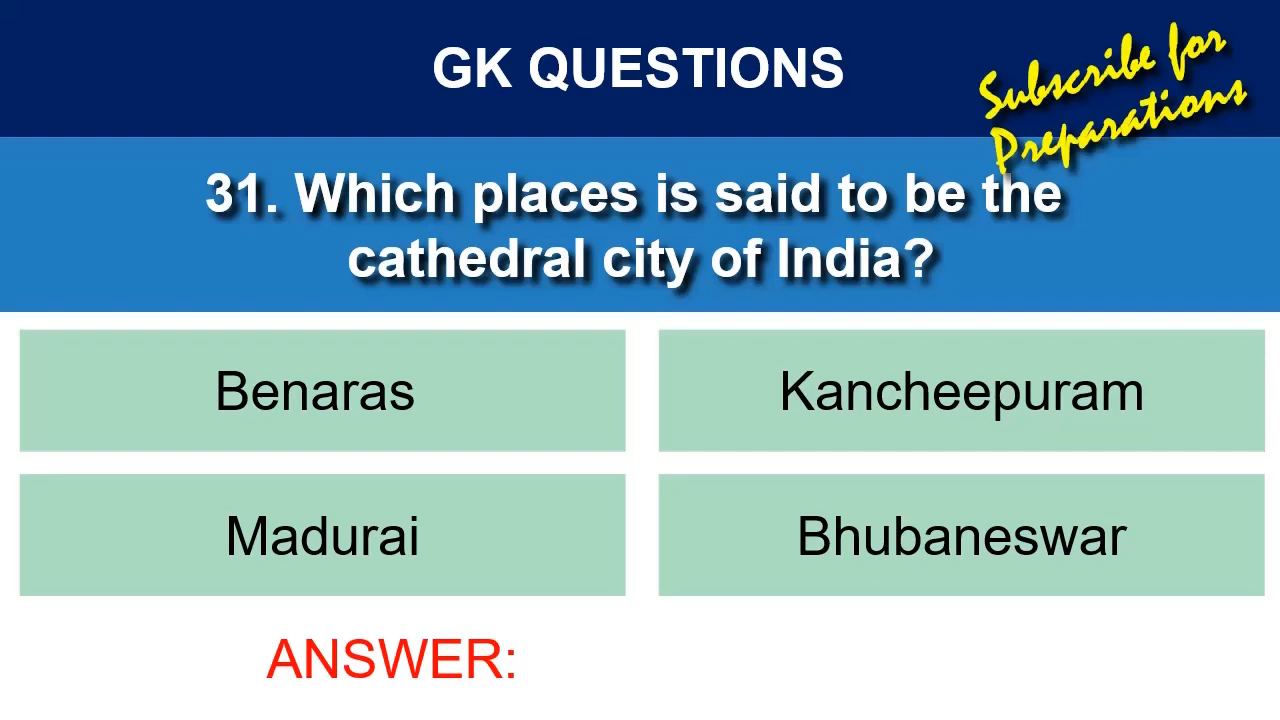 GK QUESTIONS
Subscribe for
Preparations
31. Which places is said to be the
cathedral city of India?
Benaras
Kancheepuram
Madurai
Bhubaneswar
ANSWER: